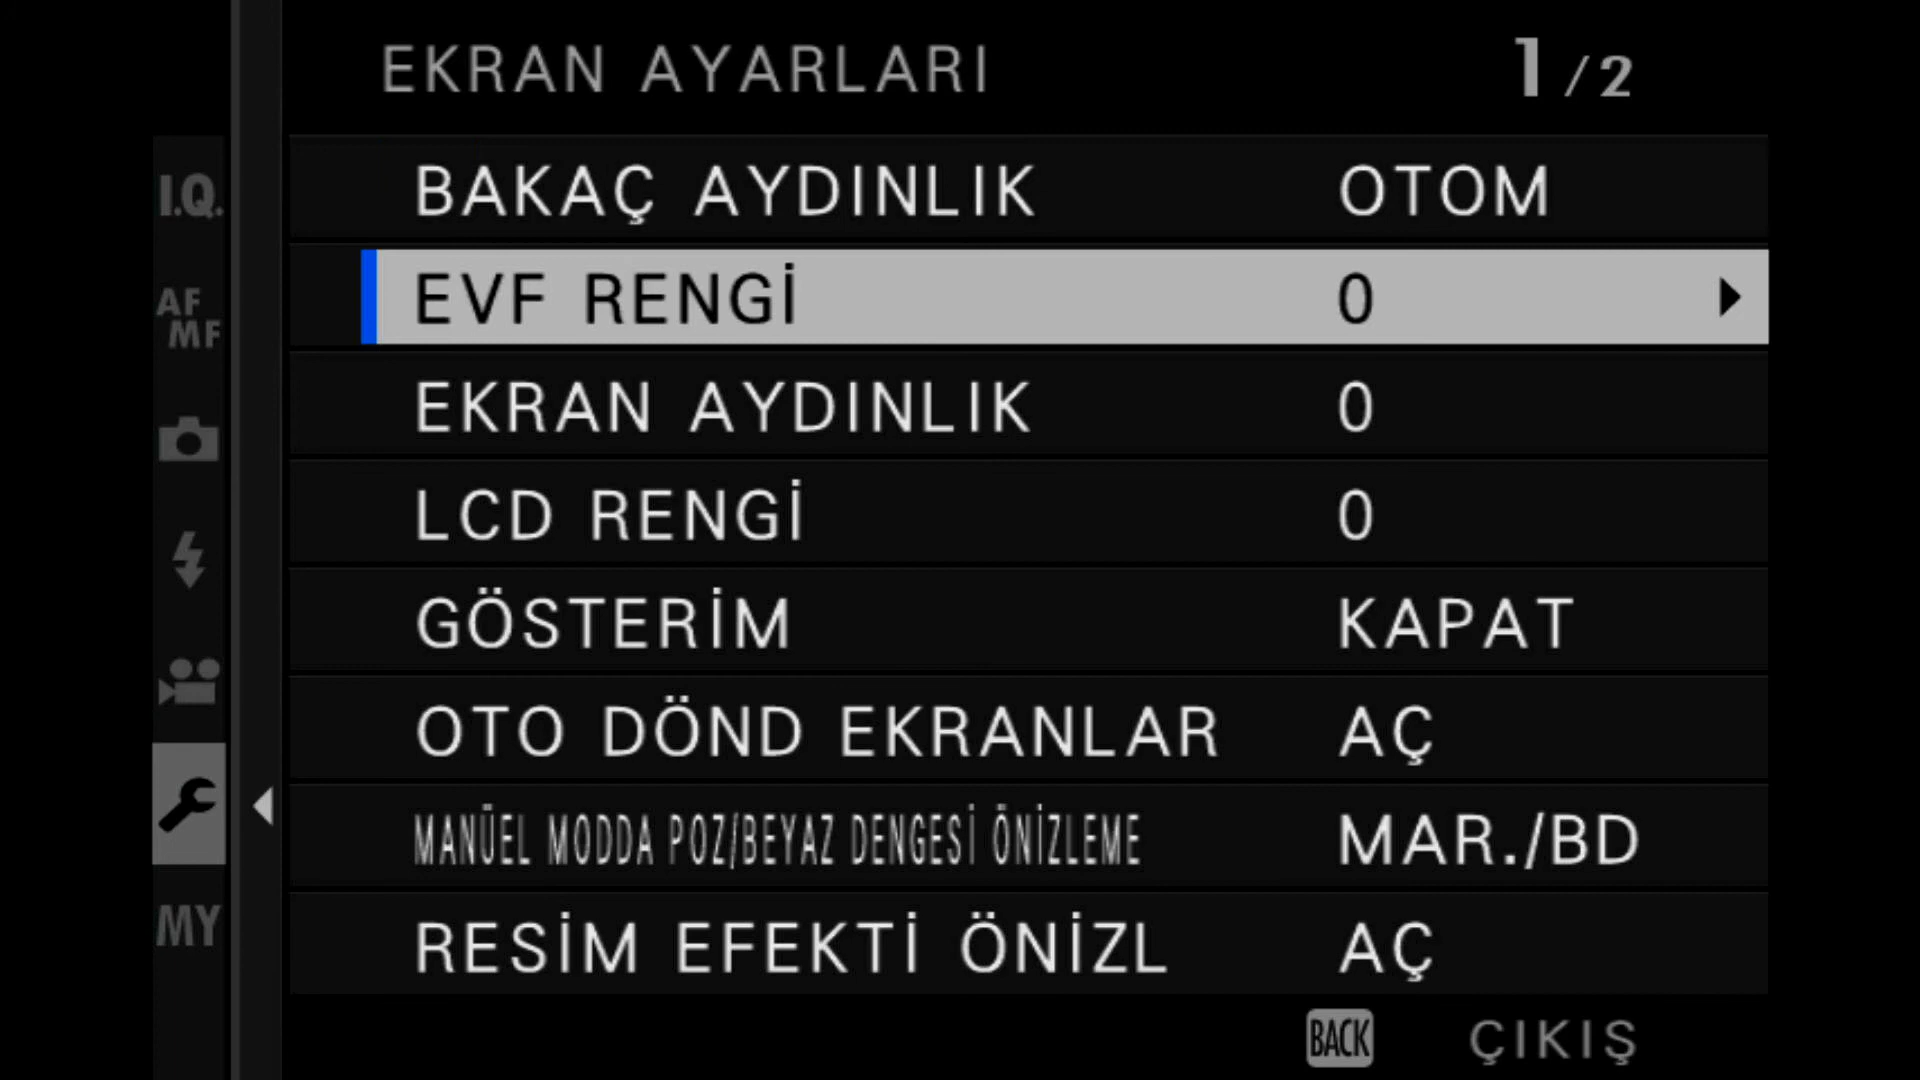 EKRAN AYARLARI 1/2
I.Q.
BAKAÇ AYDINLIK OTOM
AF
MF
EVF RENGİ 0
EKRAN AYDINLIK 0
LCD RENGİ 0
GÖSTERİM KAPAT
OTO DÖND EKRANLAR AÇ
MANÜEL MODDA POZ/BEYAZ DENGESİ ÖNİZLEME MAR./BD
MY
RESİM EFEKTİ ÖNİZL AÇ
BACK ÇIKIŞ